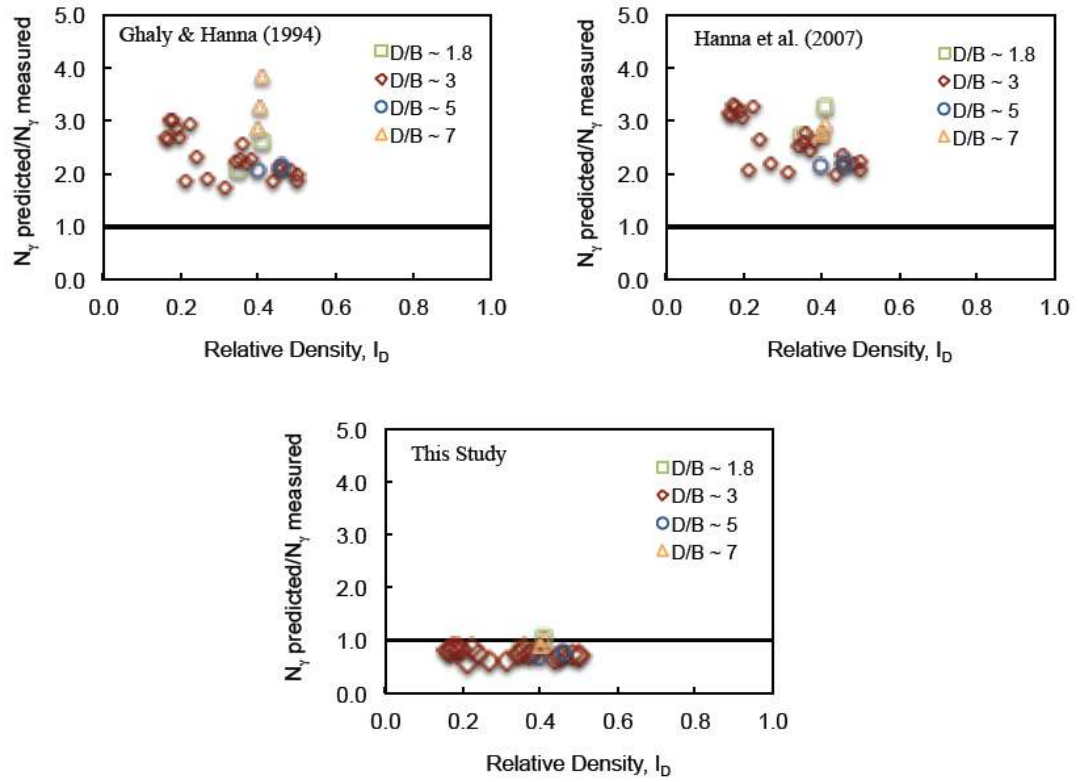 Ghaly & Hanna (1994)
D/B ~ 1.8
D/B ~ 3
D/B ~ 5
D/B ~ 7
5.0
4.0
3.0
2.0
1.0
0.0
0.0 0.2 0.4 0.6 0.8 1.0
Nγ predicted/Nγ measured
Relative Density, ID
Hanna et al. (2007)
D/B ~ 1.8
D/B ~ 3
D/B ~ 5
D/B ~ 7
5.0
4.0
3.0
2.0
1.0
0.0
0.0 0.2 0.4 0.6 0.8 1.0
Nγ predicted/Nγ measured
Relative Density, ID
This Study
D/B ~ 1.8
D/B ~ 3
D/B ~ 5
D/B ~ 7
5.0
4.0
3.0
2.0
1.0
0.0
0.0 0.2 0.4 0.6 0.8 1.0
Nγ predicted/Nγ measured
Relative Density, ID